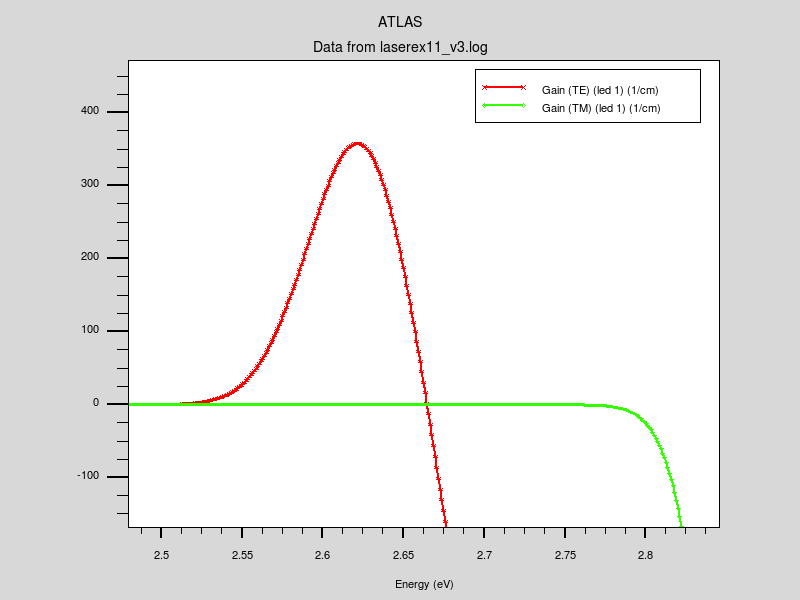 ATLAS
Data from laserex11_v3.log
Gain (TE) (led 1) (1/cm)
Gain (TM) (led 1) (1/cm)
400
300
200
100
0
-100
2.5 2.55 2.6 2.65 2.7 2.75 2.8
Energy (eV)